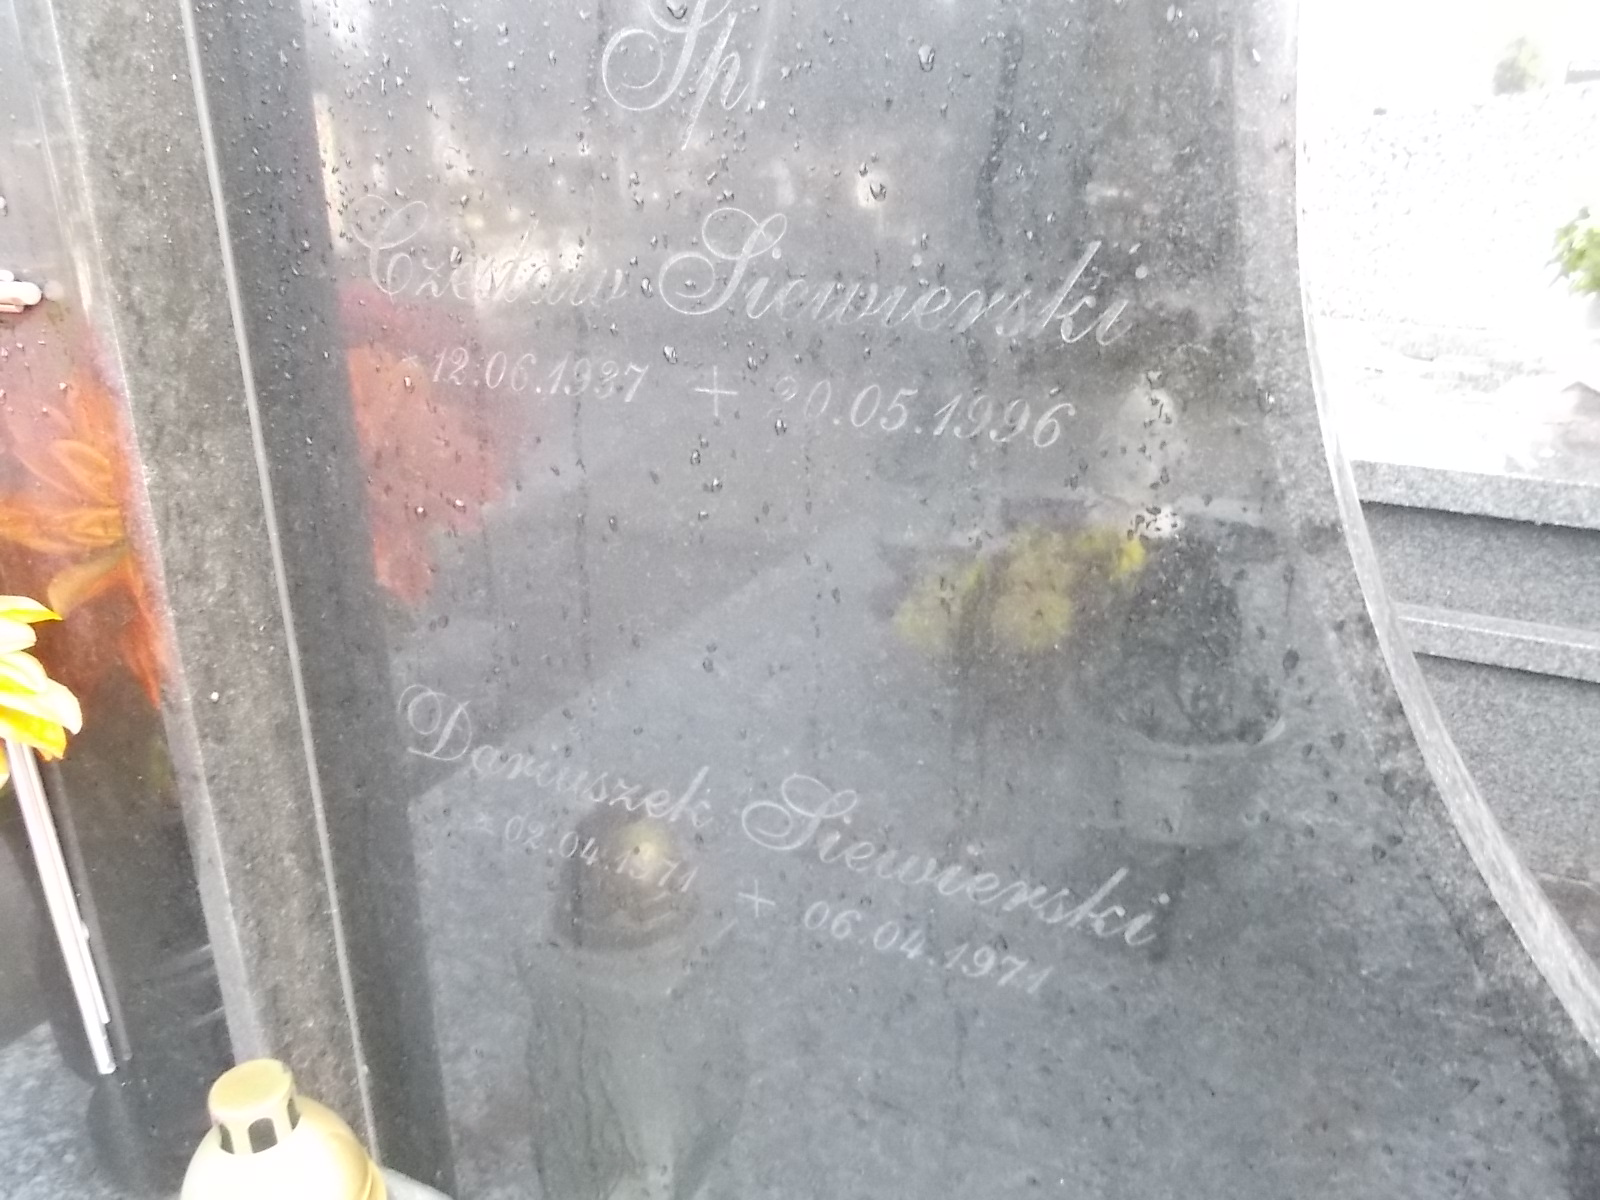 Śp.
Czesław Siewierski
* 12.06.1937 + 20.05.1996
Dariuszek Siewierski
* 02.04.1971 + 06.04.1971